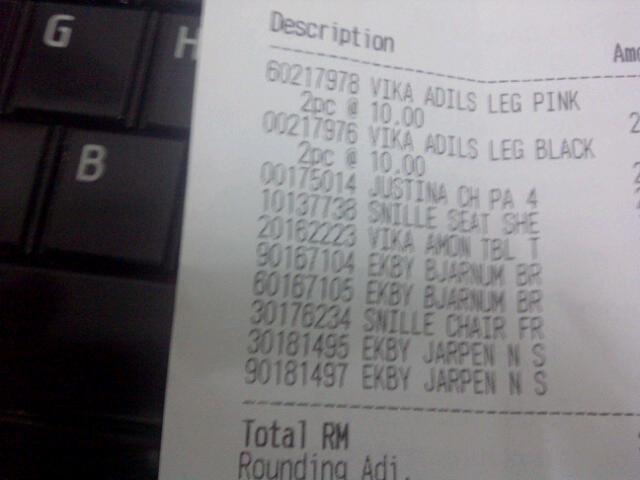 G
H
B
Description Amo
60217978 VIKA ADILS LEG PINK
2pc @ 10.00 2
00217976 VIKA ADILS LEG BLACK
2pc @ 10.00 2
00175014 JUSTINA CH PA 4
10137738 SNILLE SEAT SHE
20162223 VIKA AMON TBL T
90167104 EKBY BJARNUM BR
60167105 EKBY BJARNUM BR
30176234 SNILLE CHAIR FR
30181495 EKBY JARPEN N S
90181497 EKBY JARPEN N S
Total RM
Rounding Adj.